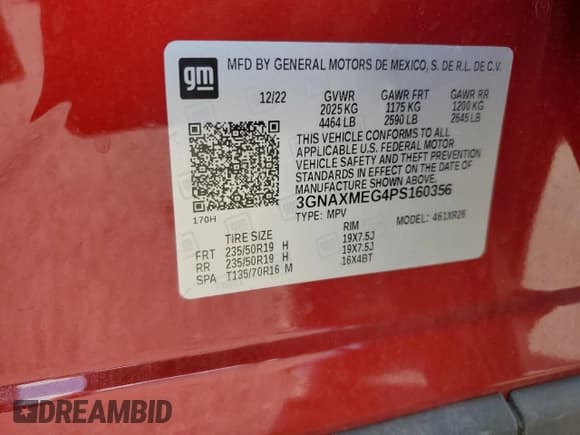 gm
MFD BY GENERAL MOTORS DE MEXICO, S. DE R.L. DE C.V.
12/22 GVWR GAWR FRT GAWR RR
2025 KG 1175 KG 1200 KG
4464 LB 2590 LB 2645 LB
THIS VEHICLE CONFORMS TO ALL
APPLICABLE U.S. FEDERAL MOTOR
VEHICLE SAFETY AND THEFT PREVENTION
STANDARDS IN EFFECT ON THE DATE OF
MANUFACTURE SHOWN ABOVE.
3GNAXMEG4PS160356
170H TYPE: MPV MODEL: 461XR26
TIRE SIZE RIM
FRT 235/50R19 H 19X7.5J
RR 235/50R19 H 19X7.5J
SPA T135/70R16 M 16X4BT
DREAMBID